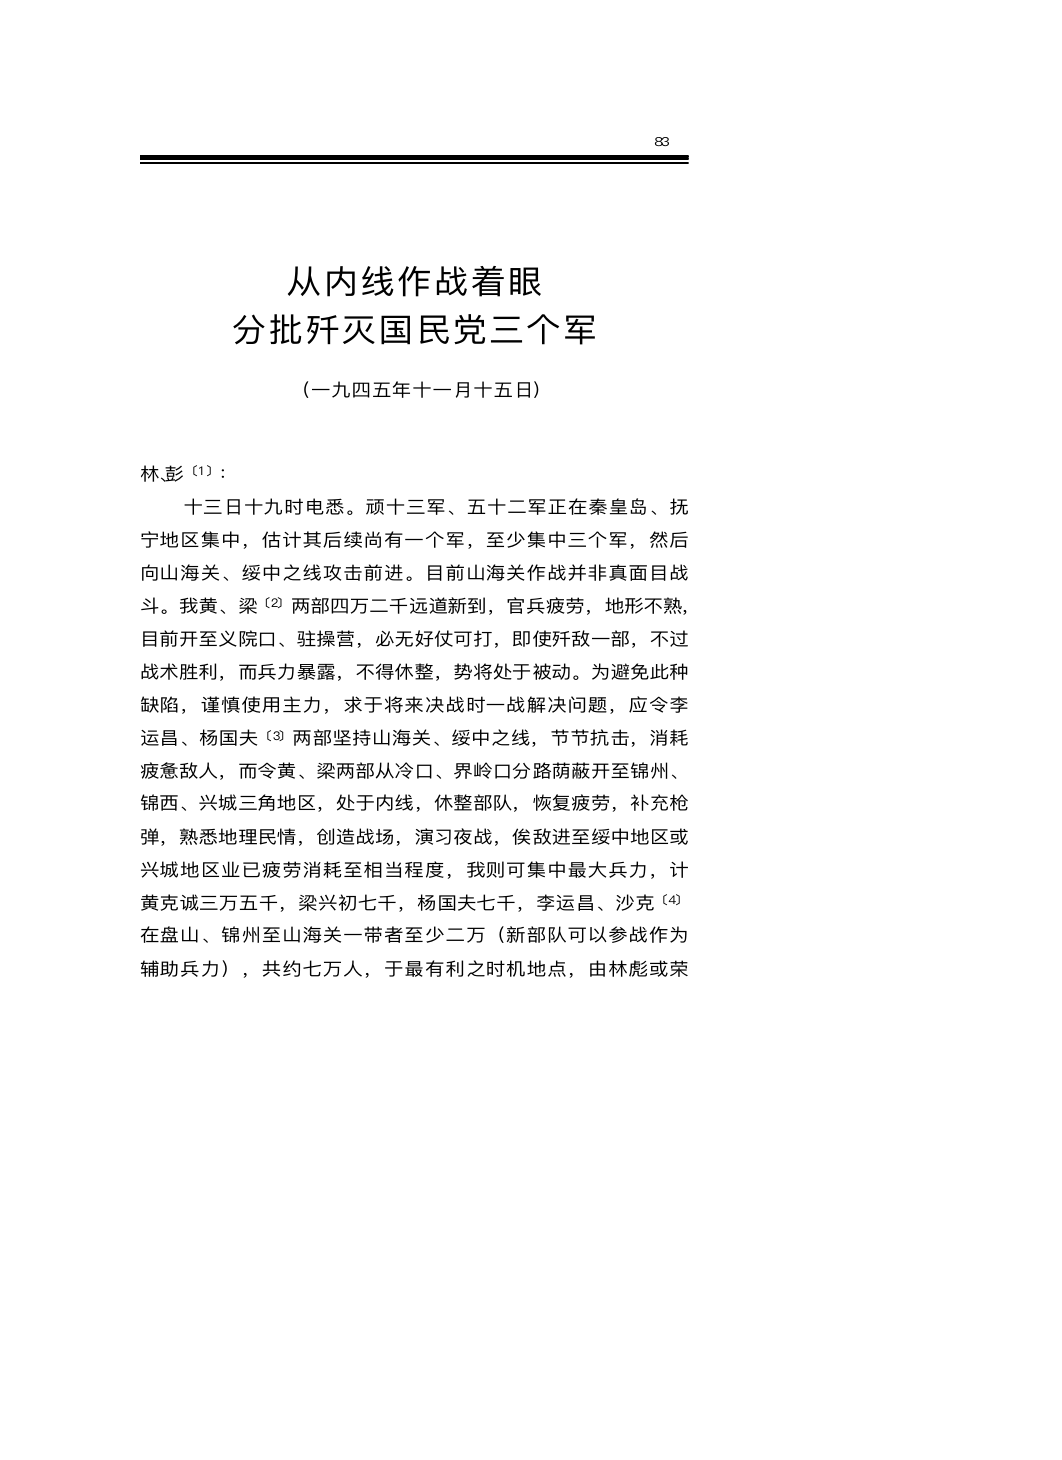 83
从内线作战着眼
分批歼灭国民党三个军
（一九四五年十一月十五日）
林、彭〔1〕：
十三日十九时电悉。顽十三军、五十二军正在秦皇岛、抚
宁地区集中，估计其后续尚有一个军，至少集中三个军，然后
向山海关、绥中之线攻击前进。目前山海关作战并非真面目战
斗。我黄、梁〔2〕两部四万二千远道新到，官兵疲劳，地形不熟，
目前开至义院口、驻操营，必无好仗可打，即使歼敌一部，不过
战术胜利，而兵力暴露，不得休整，势将处于被动。为避免此种
缺陷，谨慎使用主力，求于将来决战时一战解决问题，应令李
运昌、杨国夫〔3〕两部坚持山海关、绥中之线，节节抗击，消耗
疲惫敌人，而令黄、梁两部从冷口、界岭口分路荫蔽开至锦州、
锦西、兴城三角地区，处于内线，休整部队，恢复疲劳，补充枪
弹，熟悉地理民情，创造战场，演习夜战，俟敌进至绥中地区或
兴城地区业已疲劳消耗至相当程度，我则可集中最大兵力，计
黄克诚三万五千，梁兴初七千，杨国夫七千，李运昌、沙克〔4〕
在盘山、锦州至山海关一带者至少二万（新部队可以参战作为
辅助兵力），共约七万人，于最有利之时机地点，由林彪或荣